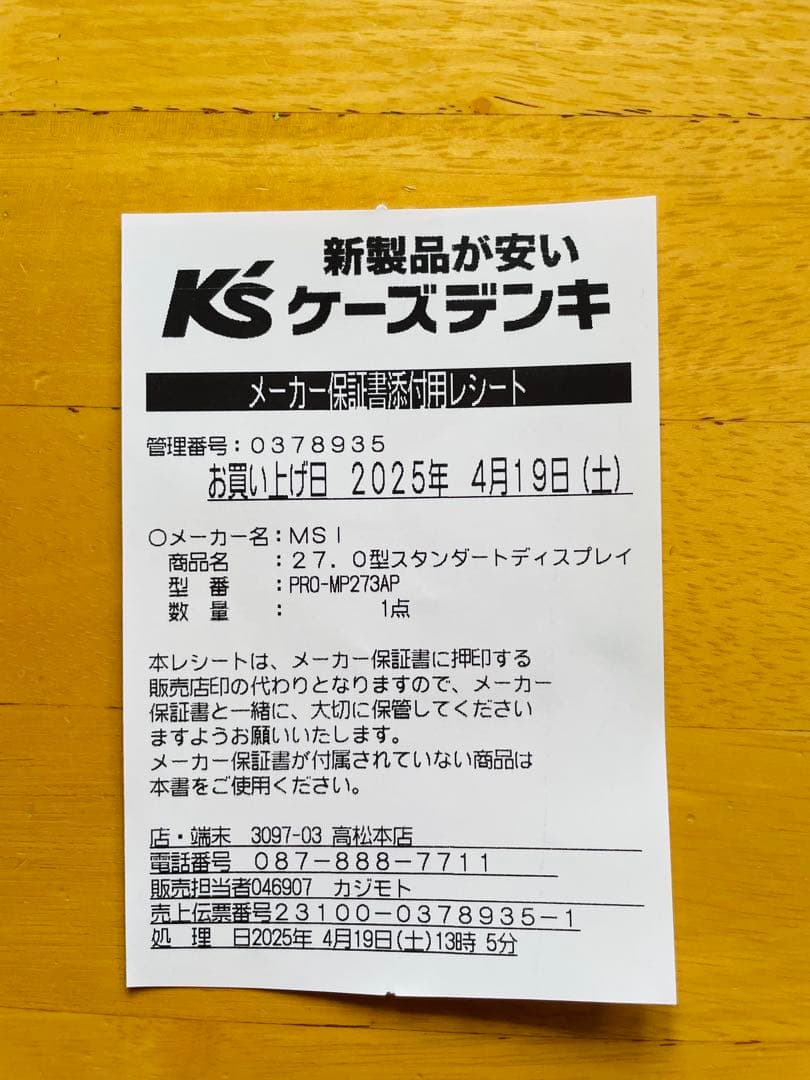 新製品が安い
K'S ケーズデンキ
メーカー保証書添付用レシート
管理番号：０３７８９３５
お買い上げ日　２０２５年　４月１９日（土）
○メーカー名：ＭＳＩ
商品名　：２７．０型スタンダートディスプレイ
型　番　：PRO-MP273AP
数　量　：　１点
本レシートは、メーカー保証書に押印する
販売店印の代わりとなりますので、メーカー
保証書と一緒に、大切に保管してください
ますようお願いいたします。
メーカー保証書が付属されていない商品は
本書をご使用ください。
店・端末　3097-03 高松本店
電話番号　０８７－８８８－７７１１
販売担当者046907　カジモト
売上伝票番号２３１００－０３７８９３５－１
処　理　日2025年 4月19日(土)13時 5分